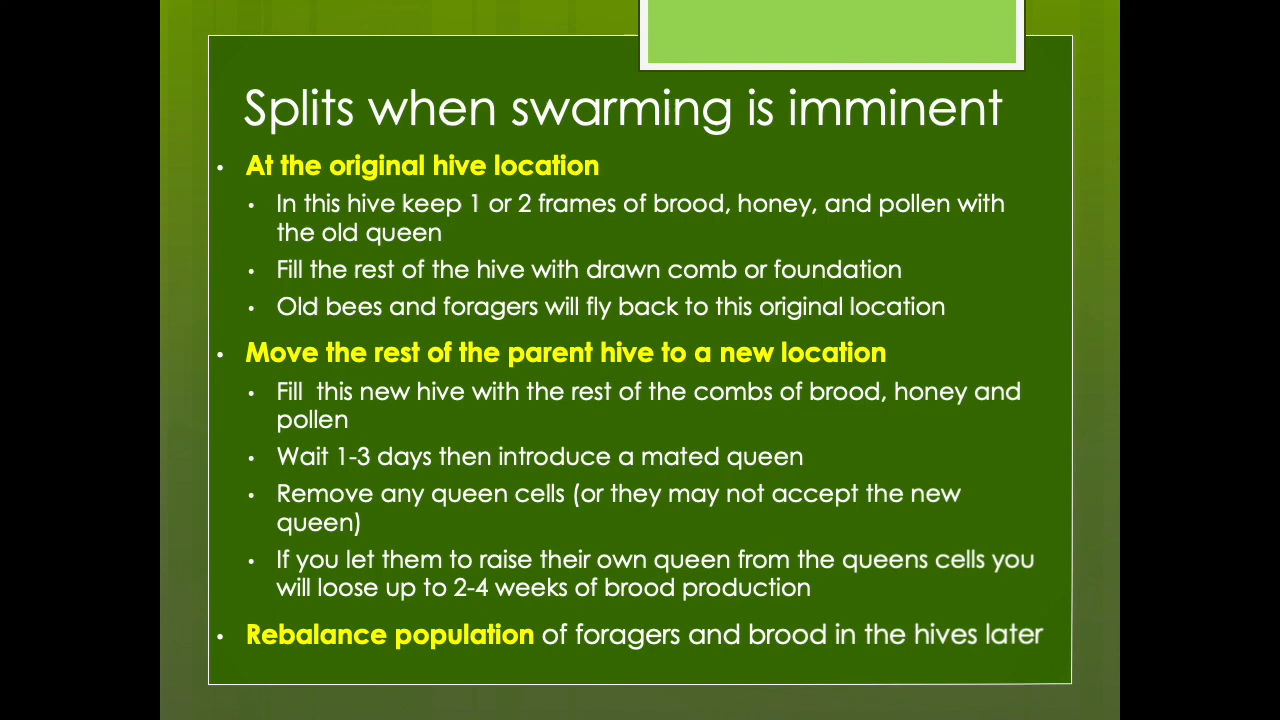 Splits when swarming is imminent
• At the original hive location
• In this hive keep 1 or 2 frames of brood, honey, and pollen with
the old queen
• Fill the rest of the hive with drawn comb or foundation
• Old bees and foragers will fly back to this original location
• Move the rest of the parent hive to a new location
• Fill  this new hive with the rest of the combs of brood, honey and
pollen
• Wait 1-3 days then introduce a mated queen
• Remove any queen cells (or they may not accept the new
queen)
• If you let them to raise their own queen from the queens cells you
will loose up to 2-4 weeks of brood production
• Rebalance population of foragers and brood in the hives later